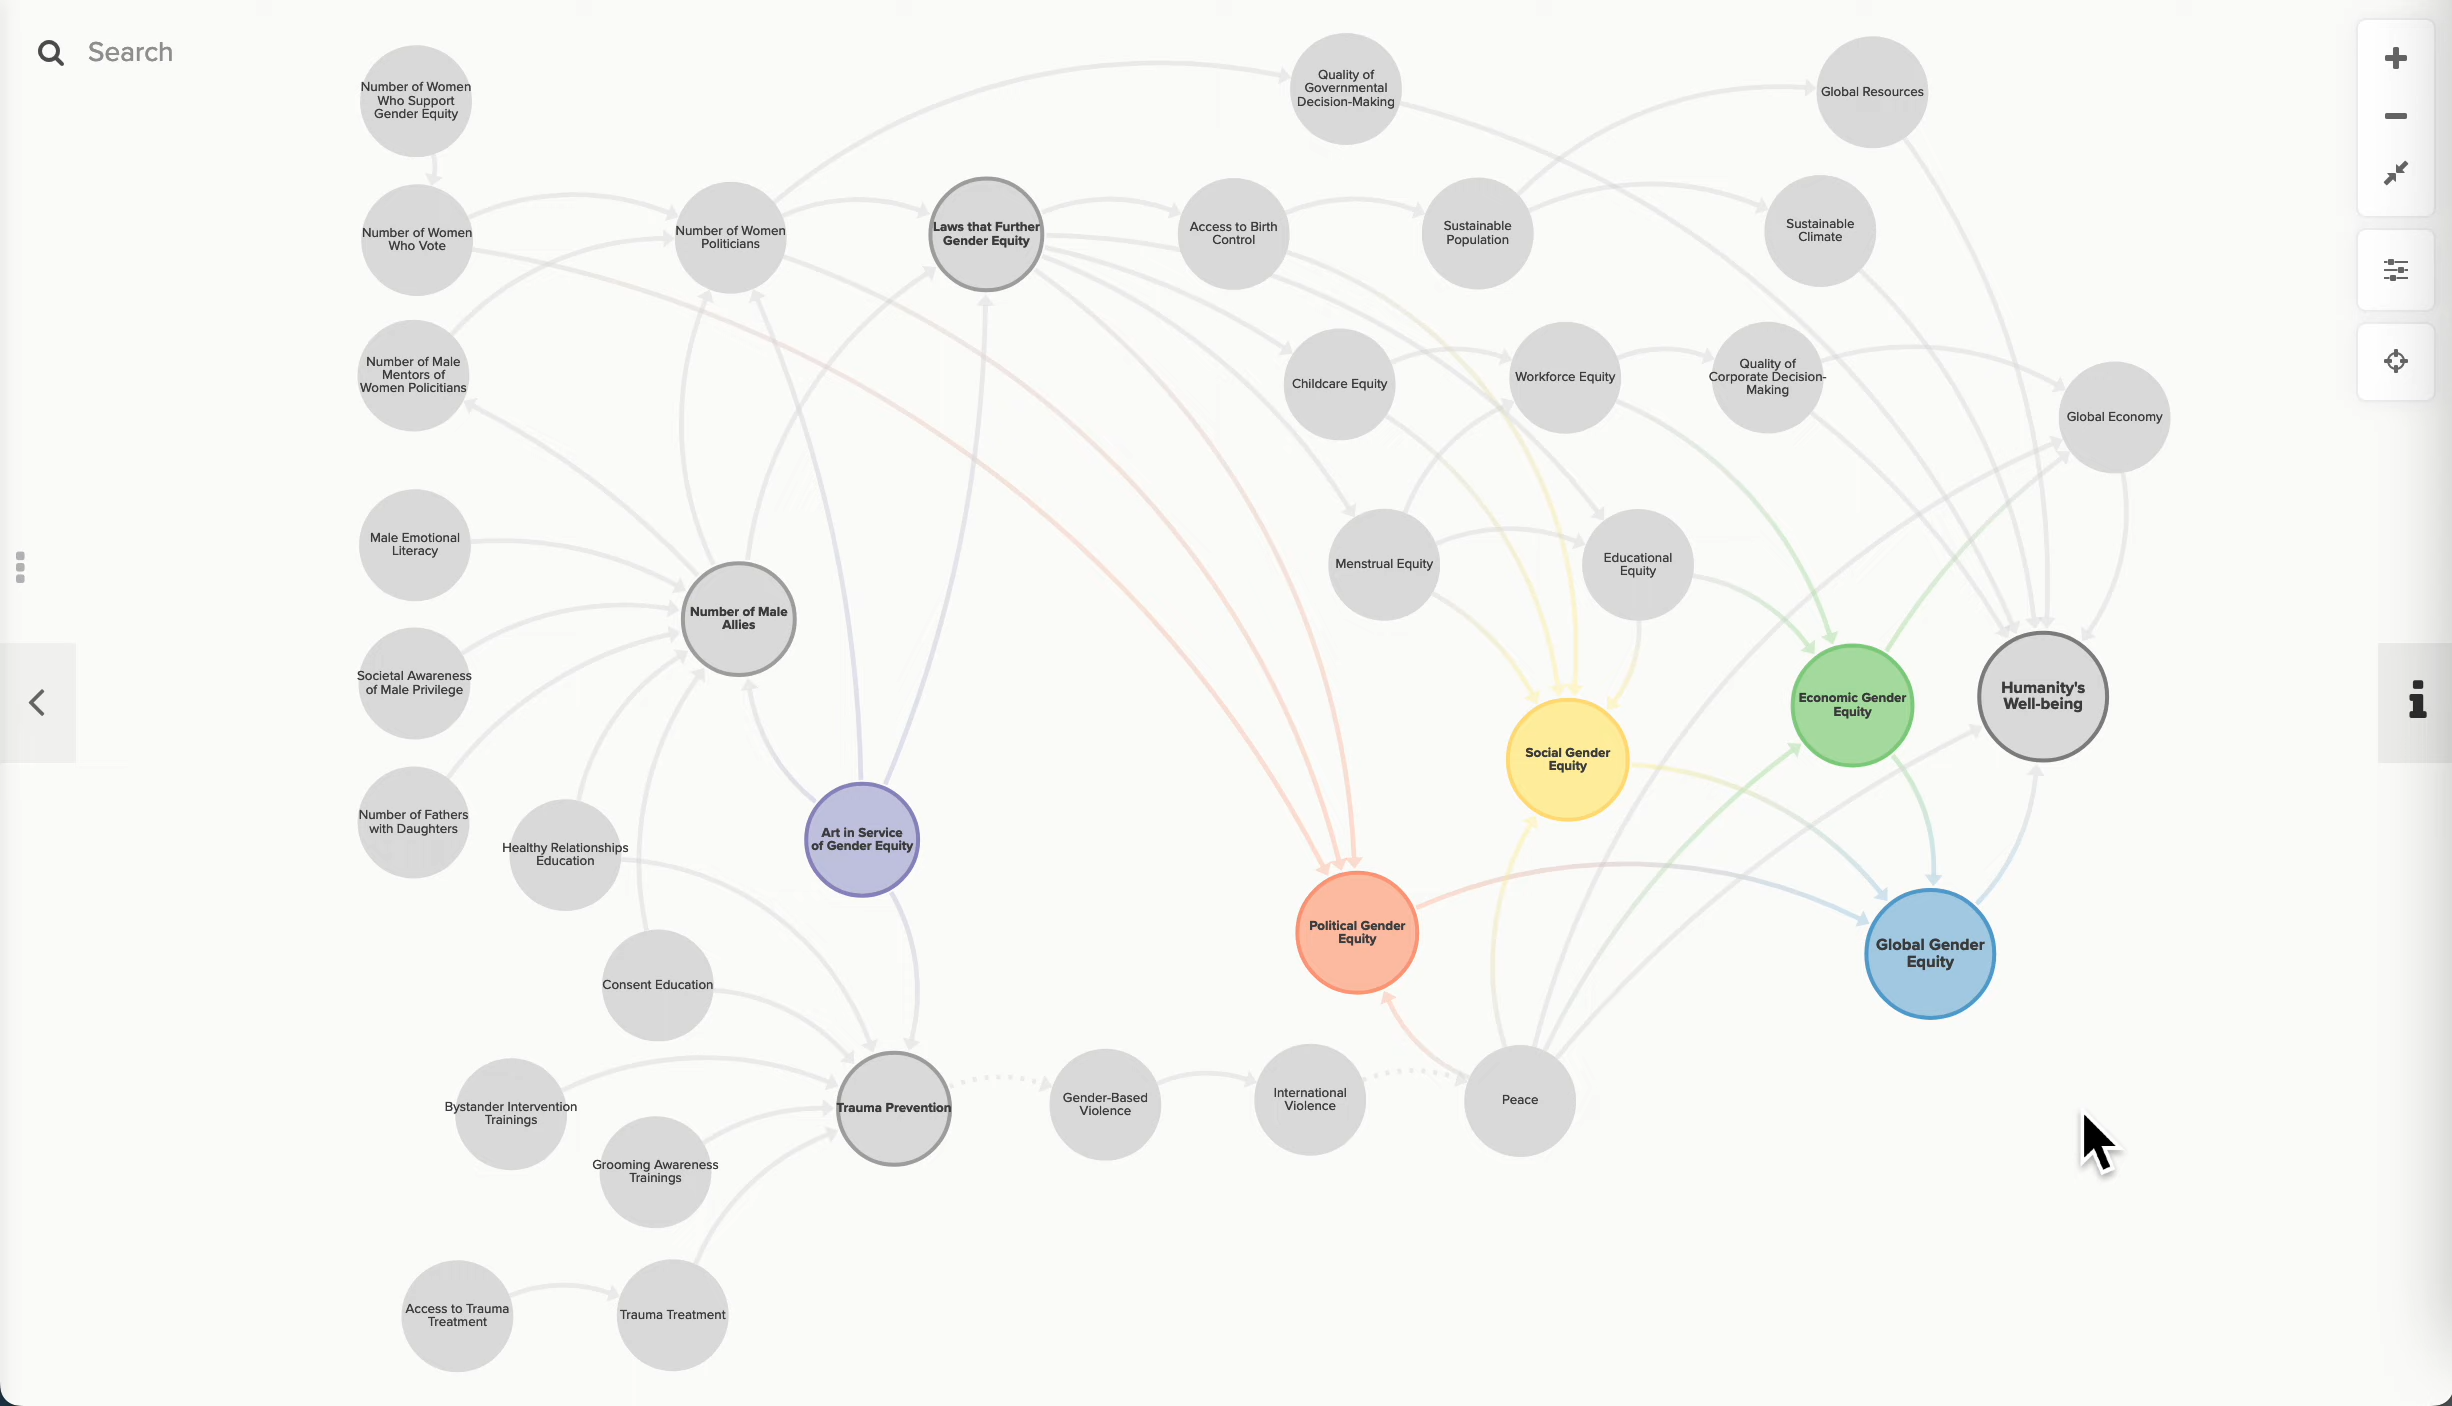 Search
Number of Women
Who Support
Gender Equity
Quality of
Governmental
Decision-Making
Global Resources
Number of Women
Who Vote
Number of Women
Politicians
Laws that Further
Gender Equity
Access to Birth
Control
Sustainable
Population
Sustainable
Climate
Number of Male
Mentors of
Women Policitians
Childcare Equity
Workforce Equity
Quality of
Corporate Decision-
Making
Global Economy
Male Emotional
Literacy
Menstrual Equity
Educational
Equity
Number of Male
Allies
Societal Awareness
of Male Privilege
Social Gender
Equity
Economic Gender
Equity
Humanity's
Well-being
Number of Fathers
with Daughters
Healthy Relationships
Education
Art in Service
of Gender Equity
Political Gender
Equity
Global Gender
Equity
Consent Education
Bystander Intervention
Trainings
Trauma Prevention
Gender-Based
Violence
International
Violence
Peace
Grooming Awareness
Trainings
Access to Trauma
Treatment
Trauma Treatment